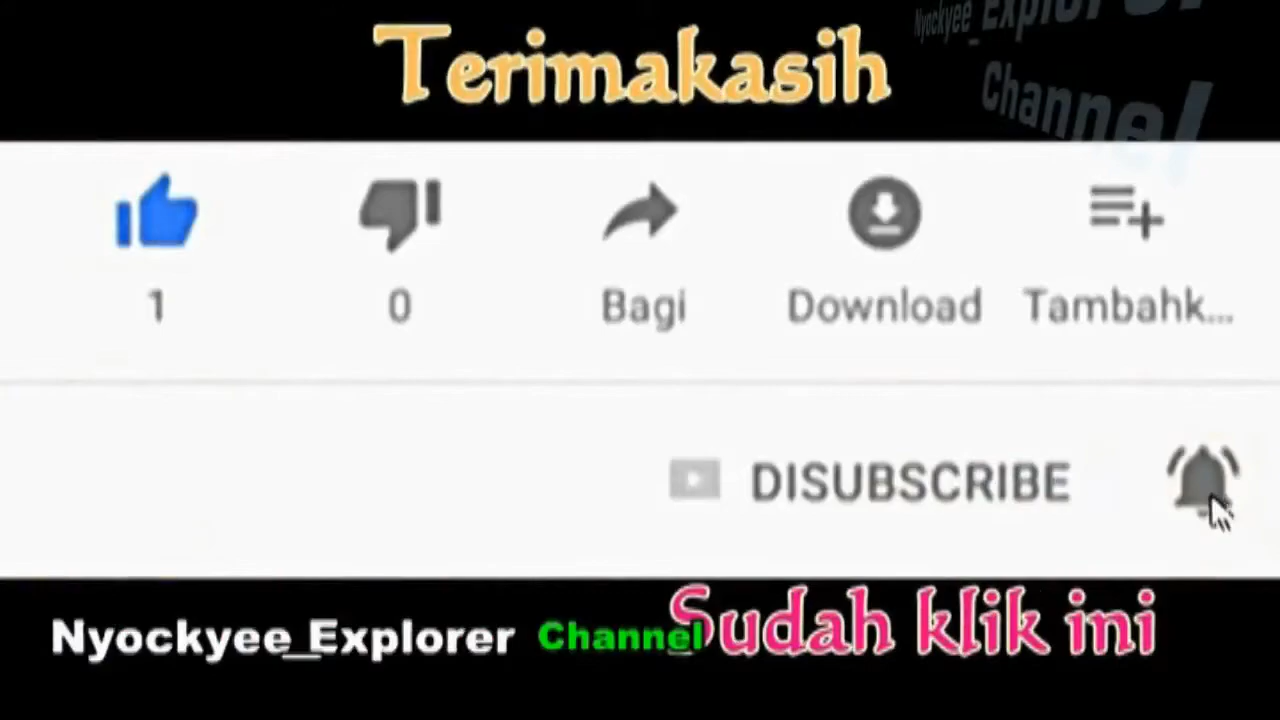 Terimakasih
Nyockyee_Explorer
Channel
1
0
Bagi
Download
Tambahk...
DISUBSCRIBE
Nyockyee_Explorer Channel
Sudah klik ini